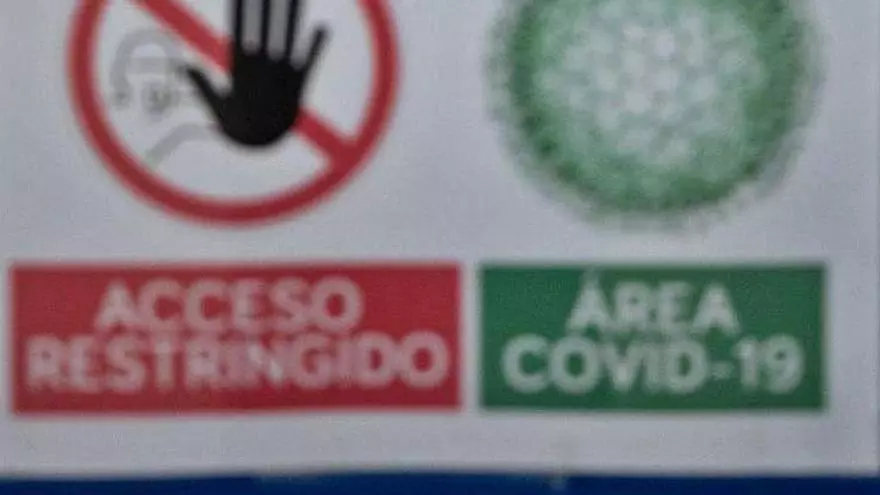 ACCESO
RESTRINGIDO
ÁREA
COVID-19